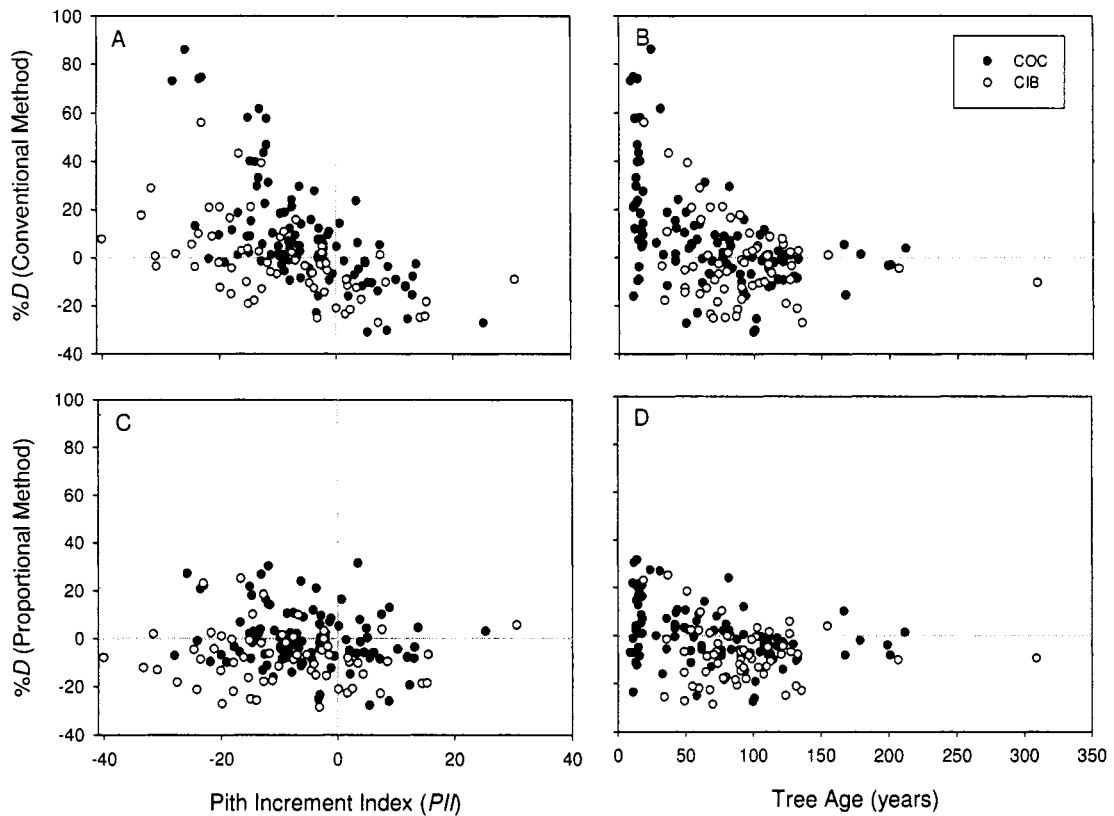 A
B
COC
CIB
%D (Conventional Method)
100
80
60
40
20
0
-20
-40
C
D
%D (Proportional Method)
100
80
60
40
20
0
-20
-40
-40
-20
0
20
40
0
50
100
150
200
250
300
350
Pith Increment Index (PII)
Tree Age (years)